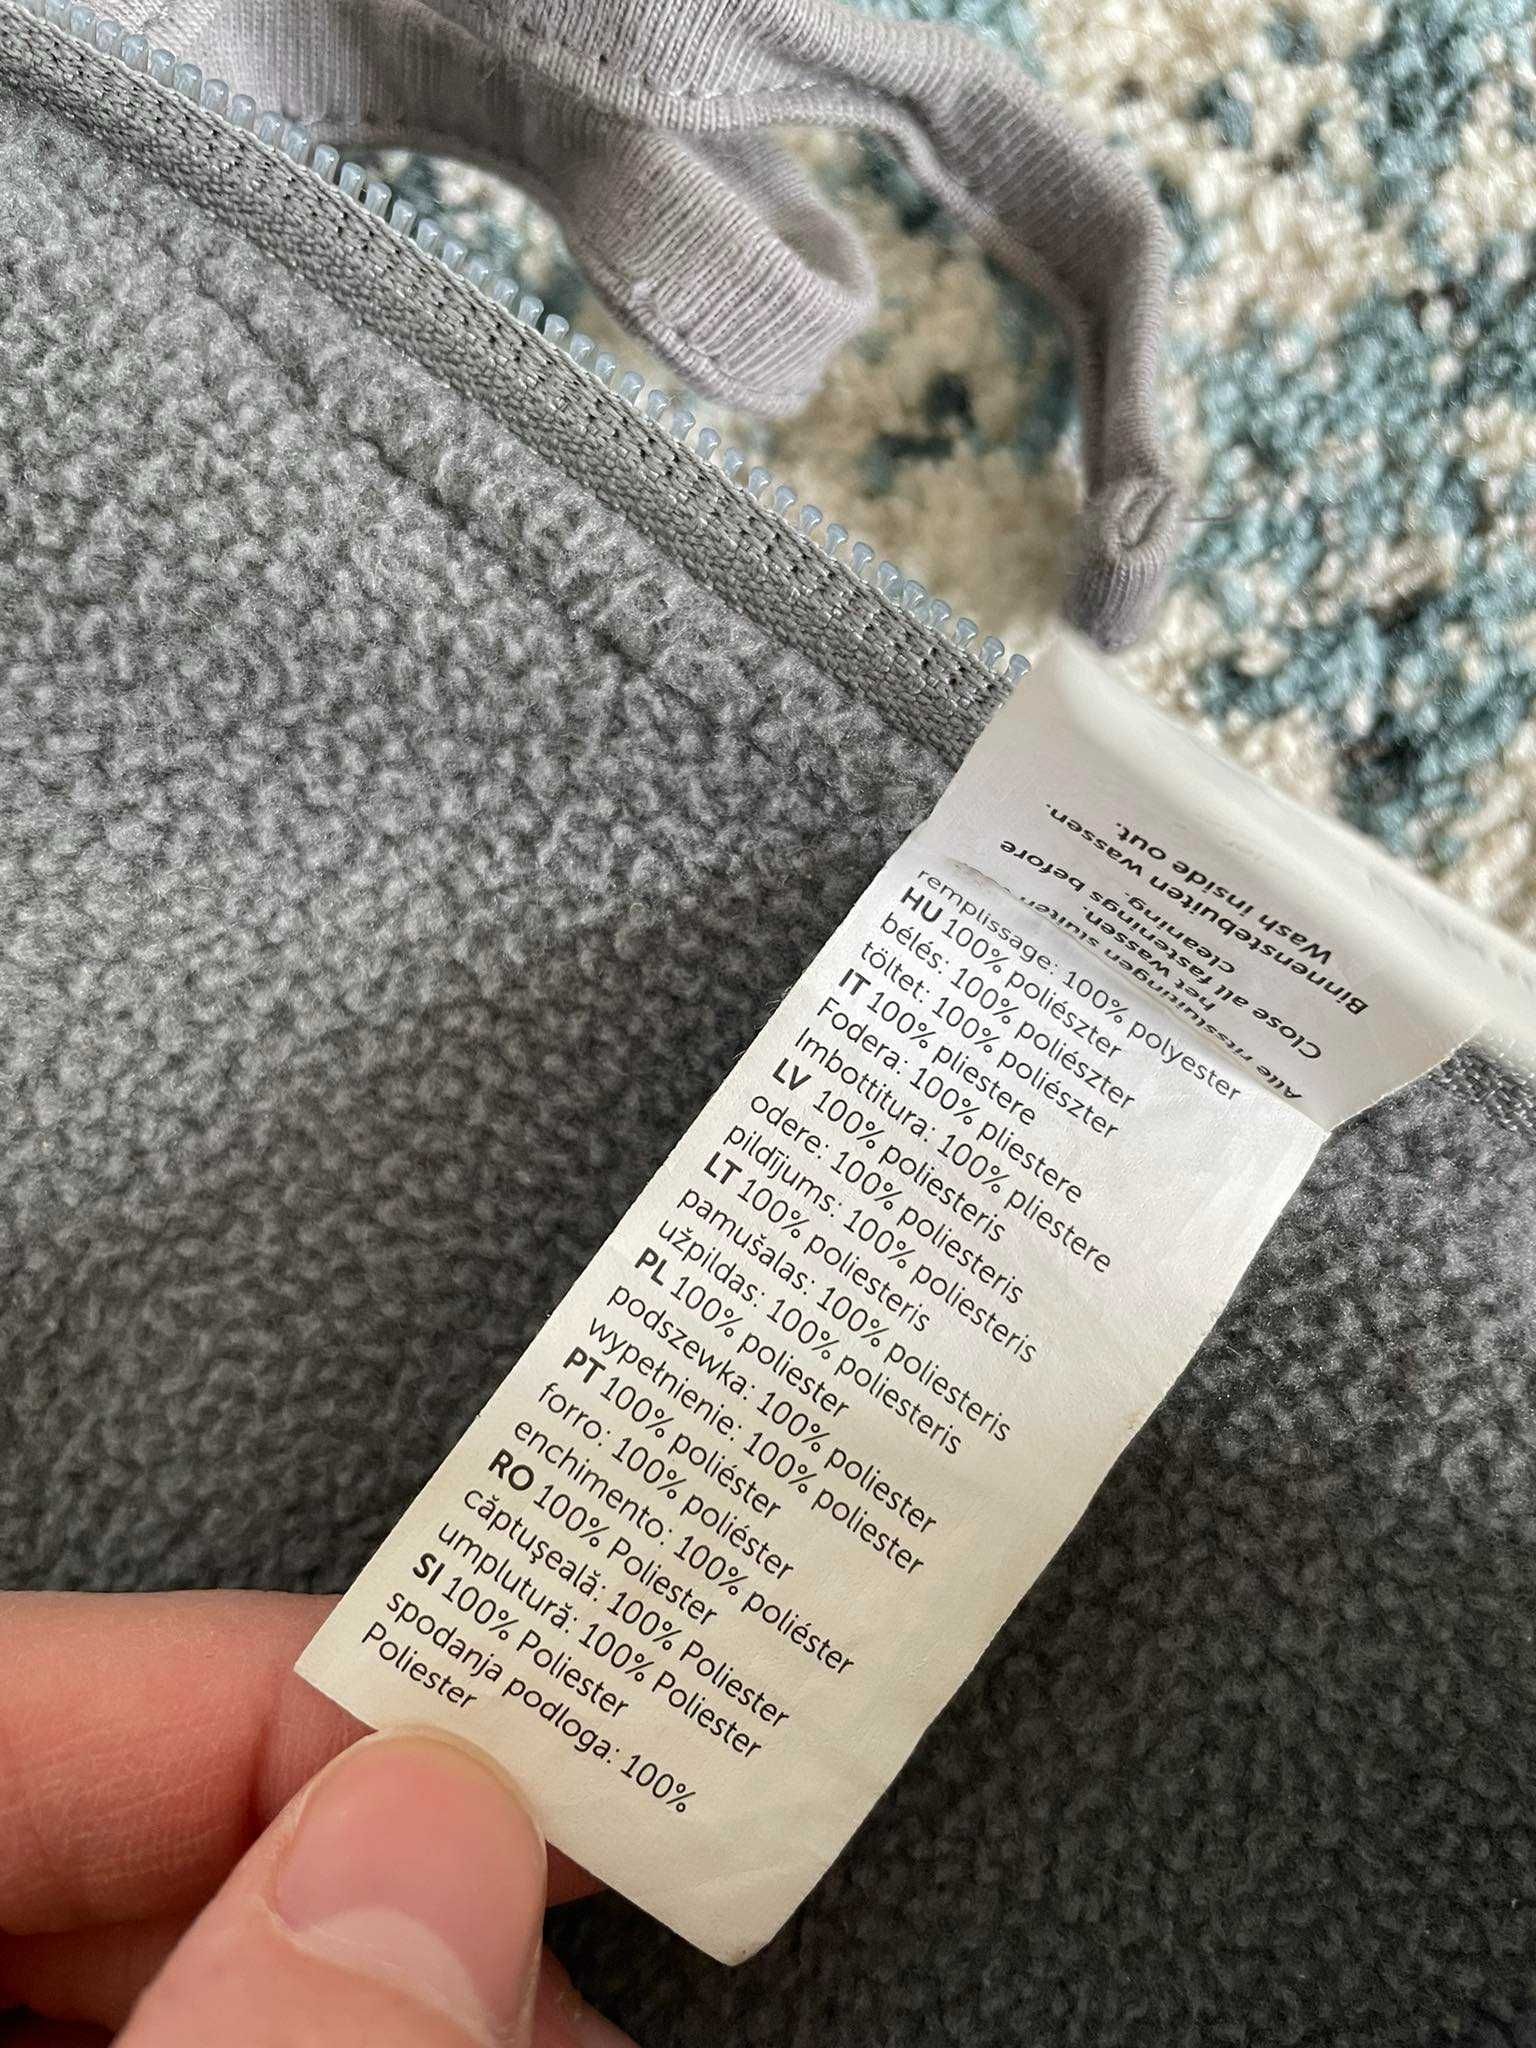 Binnenstebuiten wassen.
Wash inside out.
Close all fastenings before
cleaning.
Alle ritssluitingen sluiten
het wassen.
remplissage: 100% polyester
HU 100% poliészter
bélés: 100% poliészter
töltet: 100% poliészter
IT 100% pliestere
Fodera: 100% pliestere
Imbottitura: 100% pliestere
LV 100% poliesteris
odere: 100% poliesteris
pildījums: 100% poliesteris
LT 100% poliesteris
pamušalas: 100% poliesteris
užpildas: 100% poliesteris
PL 100% poliester
podszewka: 100% poliester
wypełnienie: 100% poliester
PT 100% poliéster
forro: 100% poliéster
enchimento: 100% poliéster
RO 100% Poliester
căptuşeală: 100% Poliester
umplutură: 100% Poliester
SI 100% Poliester
spodanja podloga: 100%
Poliester